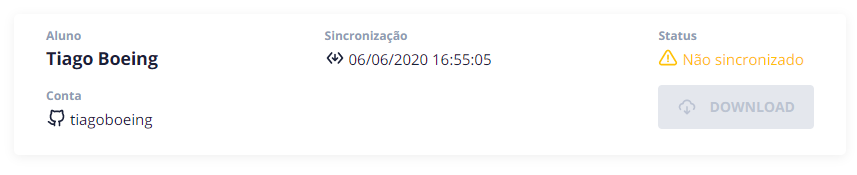 Aluno
Tiago Boeing
Conta
tiagoboeing
Sincronização
06/06/2020 16:55:05
Status
Não sincronizado
DOWNLOAD